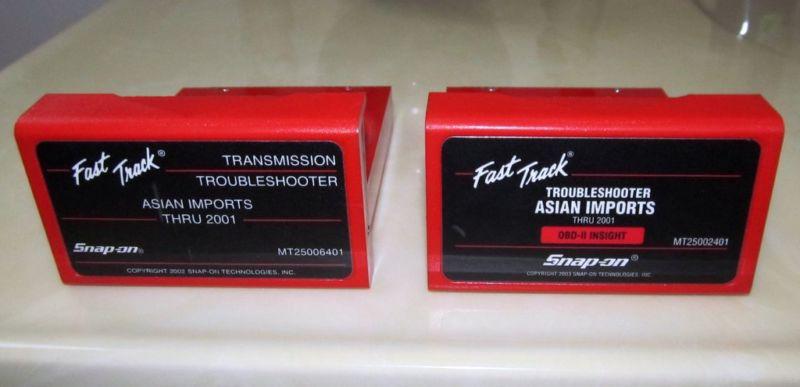 Fast Track®
TRANSMISSION
TROUBLESHOOTER
ASIAN IMPORTS
THRU 2001
Snap-on®
MT25006401
COPYRIGHT 2003 SNAP-ON TECHNOLOGIES, INC.
Fast Track®
TROUBLESHOOTER
ASIAN IMPORTS
THRU 2001
OBD-II INSIGHT
MT25002401
Snap-on®
COPYRIGHT 2003 SNAP-ON TECHNOLOGIES, INC.